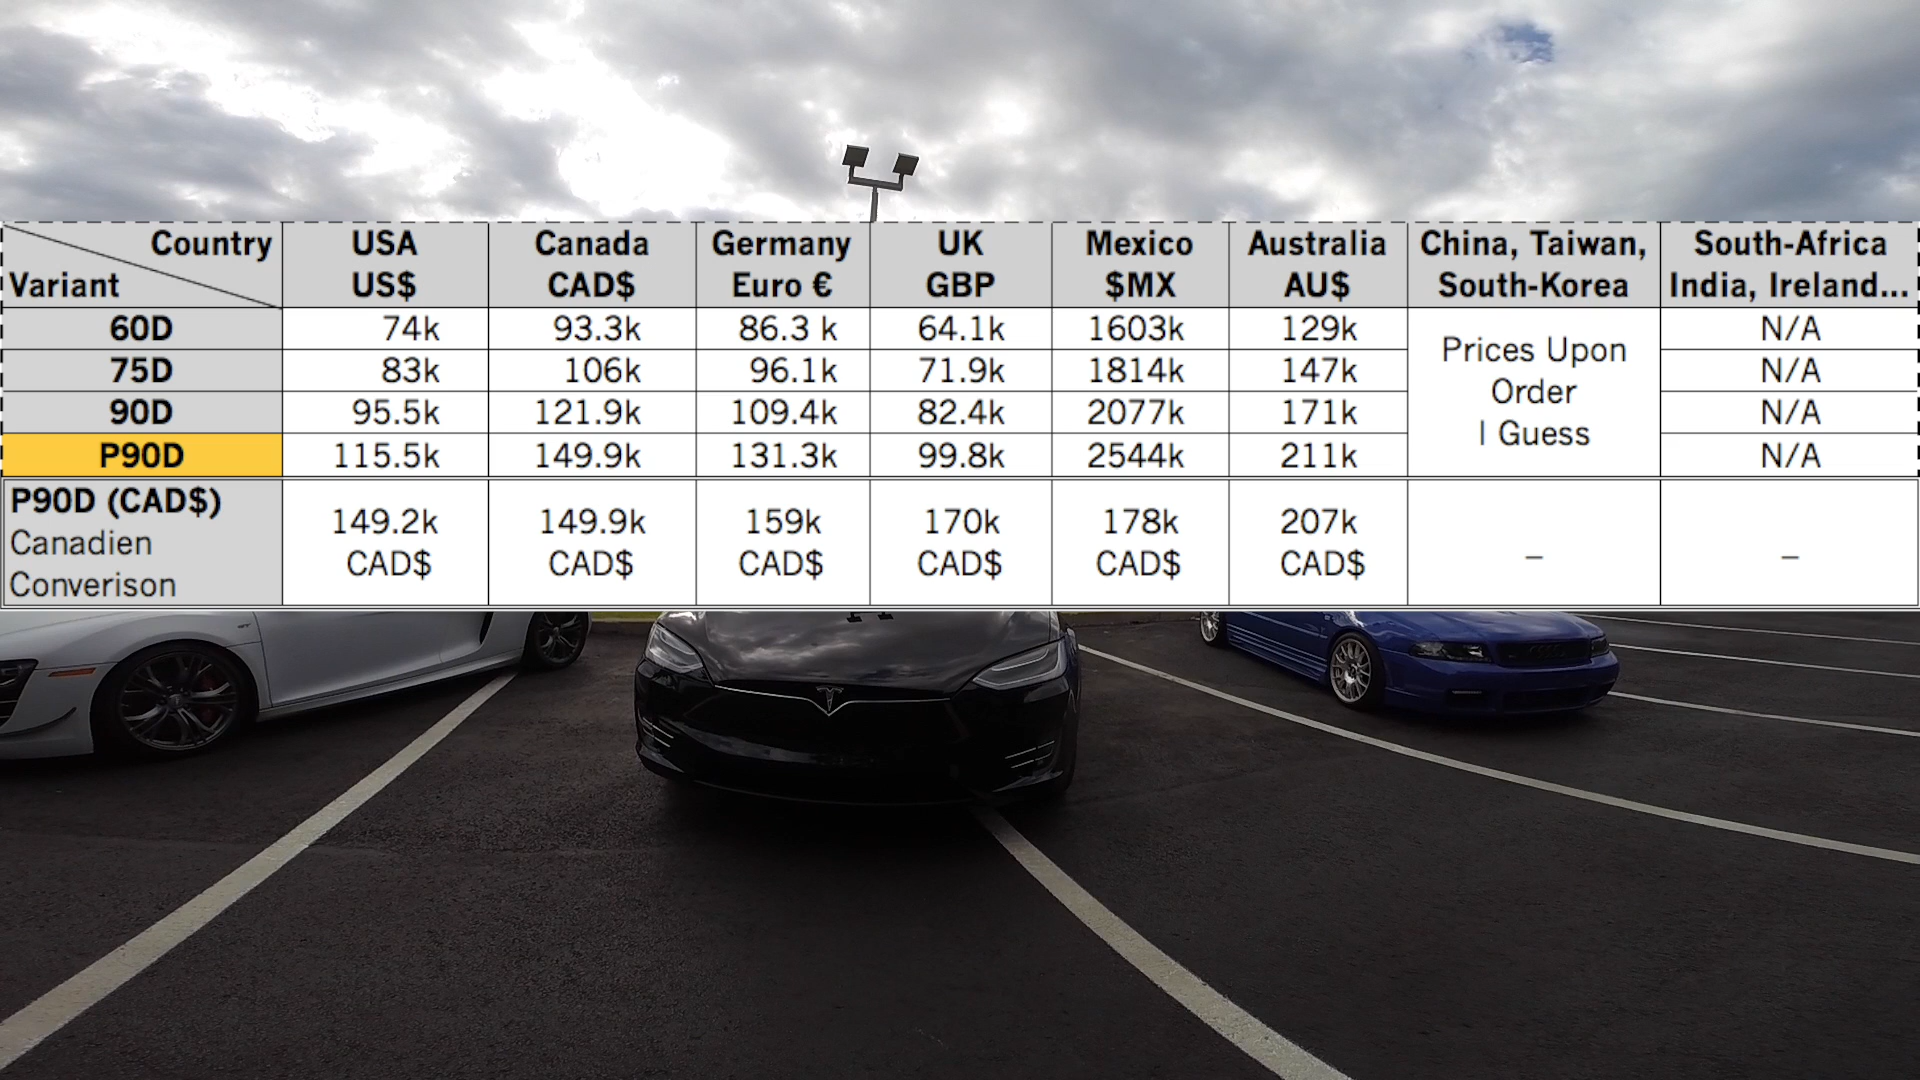 Country USA Canada Germany UK Mexico Australia China, Taiwan, South-Africa
Variant US$ CAD$ Euro € GBP $MX AU$ South-Korea India, Ireland...
60D 74k 93.3k 86.3 k 64.1k 1603k 129k N/A
Prices Upon
75D 83k 106k 96.1k 71.9k 1814k 147k N/A
Order
90D 95.5k 121.9k 109.4k 82.4k 2077k 171k N/A
I Guess
P90D 115.5k 149.9k 131.3k 99.8k 2544k 211k N/A
P90D (CAD$)
149.2k 149.9k 159k 170k 178k 207k
Canadien
CAD$ CAD$ CAD$ CAD$ CAD$ CAD$ – –
Converison